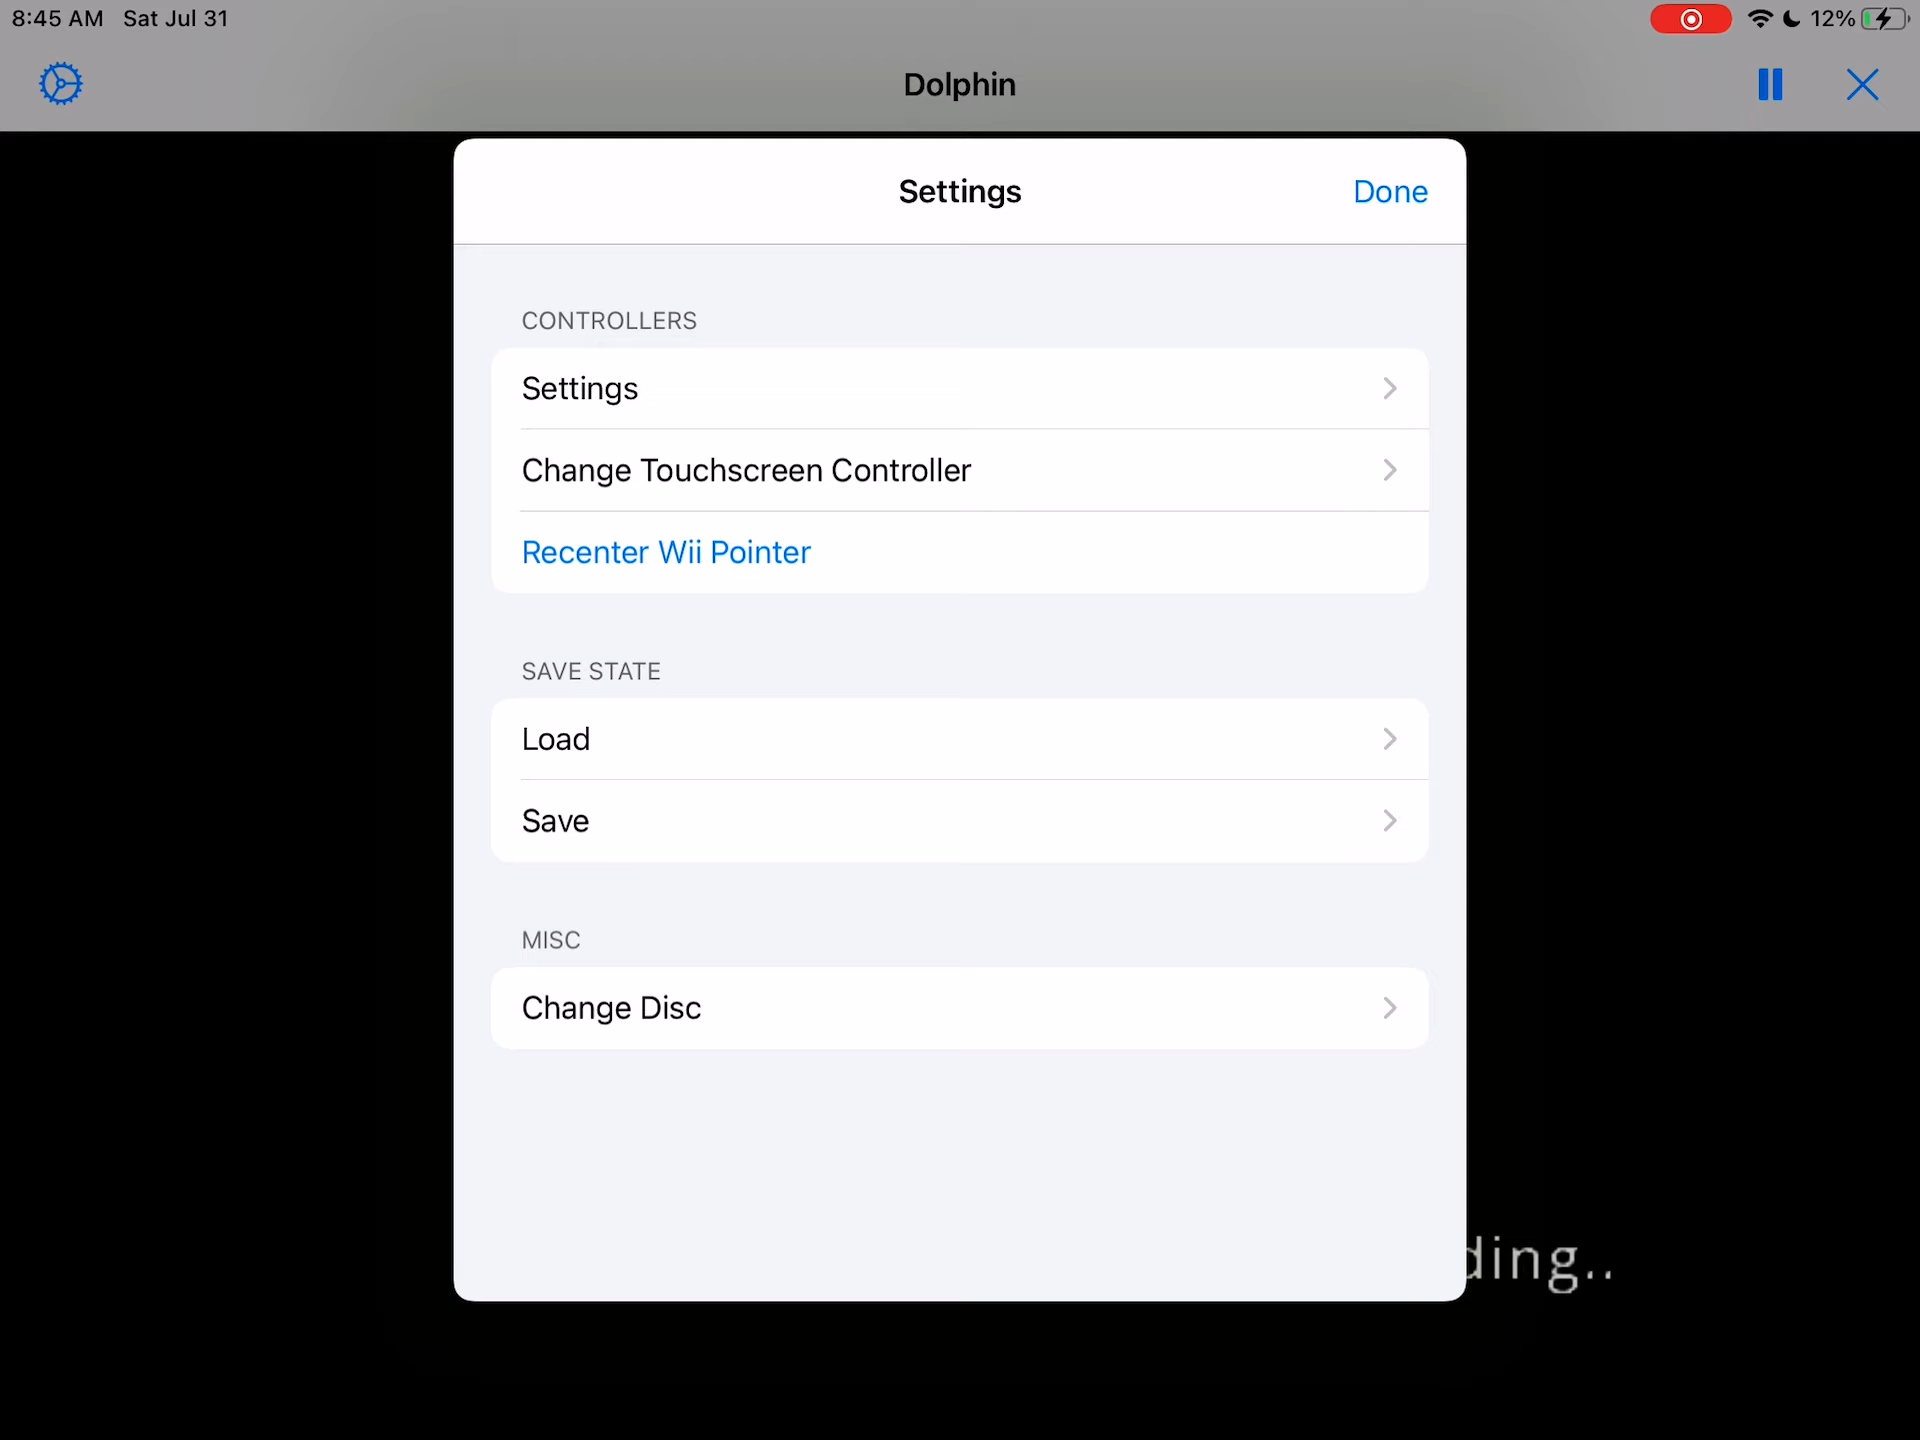 8:45 AM Sat Jul 31
12%
Dolphin
Settings
Done
CONTROLLERS
Settings
Change Touchscreen Controller
Recenter Wii Pointer
SAVE STATE
Load
Save
MISC
Change Disc
ding..